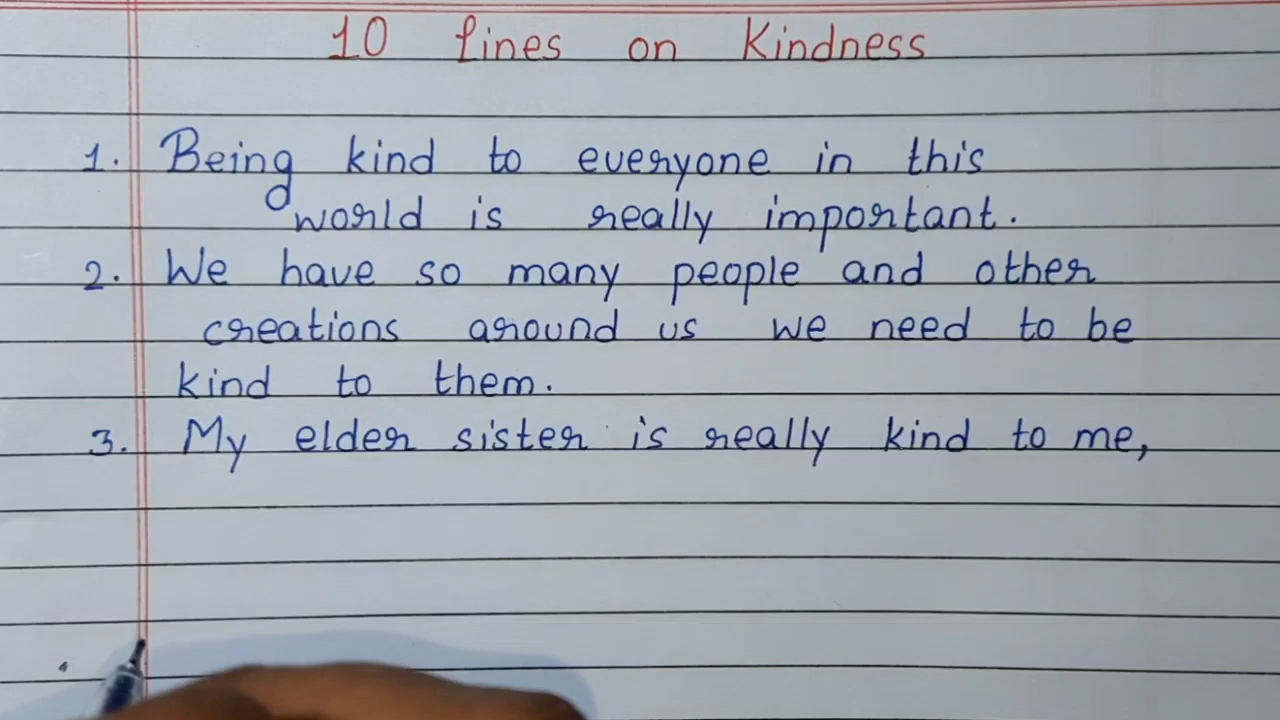 10 lines on Kindness
1. Being kind to everyone in this
world is really important.
2. We have so many people and other
creations around us we need to be
kind to them.
3. My elder sister is really kind to me,